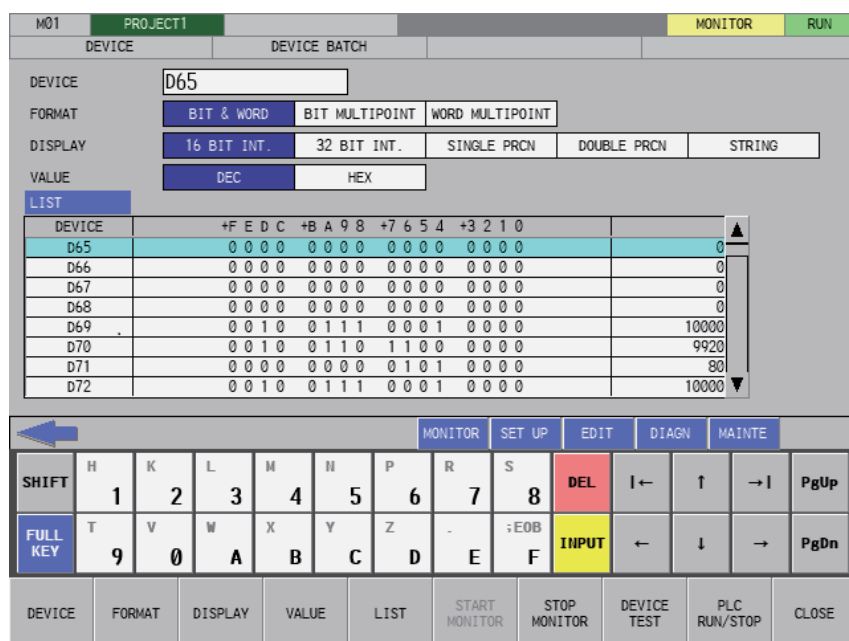 M01 PROJECT1 MONITOR RUN
DEVICE DEVICE BATCH
DEVICE D65
FORMAT BIT & WORD BIT MULTIPOINT WORD MULTIPOINT
DISPLAY 16 BIT INT. 32 BIT INT. SINGLE PRCN DOUBLE PRCN STRING
VALUE DEC HEX
LIST
DEVICE +F E D C +B A 9 8 +7 6 5 4 +3 2 1 0
D65 0 0 0 0 0 0 0 0 0 0 0 0 0 0 0 0 0
D66 0 0 0 0 0 0 0 0 0 0 0 0 0 0 0 0 0
D67 0 0 0 0 0 0 0 0 0 0 0 0 0 0 0 0 0
D68 0 0 0 0 0 0 0 0 0 0 0 0 0 0 0 0 0
D69 . 0 0 1 0 0 1 1 1 0 0 0 1 0 0 0 0 10000
D70 0 0 1 0 0 1 1 0 1 1 0 0 0 0 0 0 9920
D71 0 0 0 0 0 0 0 0 0 1 0 1 0 0 0 0 80
D72 0 0 1 0 0 1 1 1 0 0 0 1 0 0 0 0 10000
MONITOR SET UP EDIT DIAGN MAINTE
SHIFT H 1 K 2 L 3 M 4 N 5 P 6 R 7 S 8 DEL |← ↑ →| PgUp
FULL KEY T 9 V 0 W A X B Y C Z D . E ;EOB F INPUT ← ↓ → PgDn
DEVICE FORMAT DISPLAY VALUE LIST START MONITOR STOP MONITOR DEVICE TEST PLC RUN/STOP CLOSE